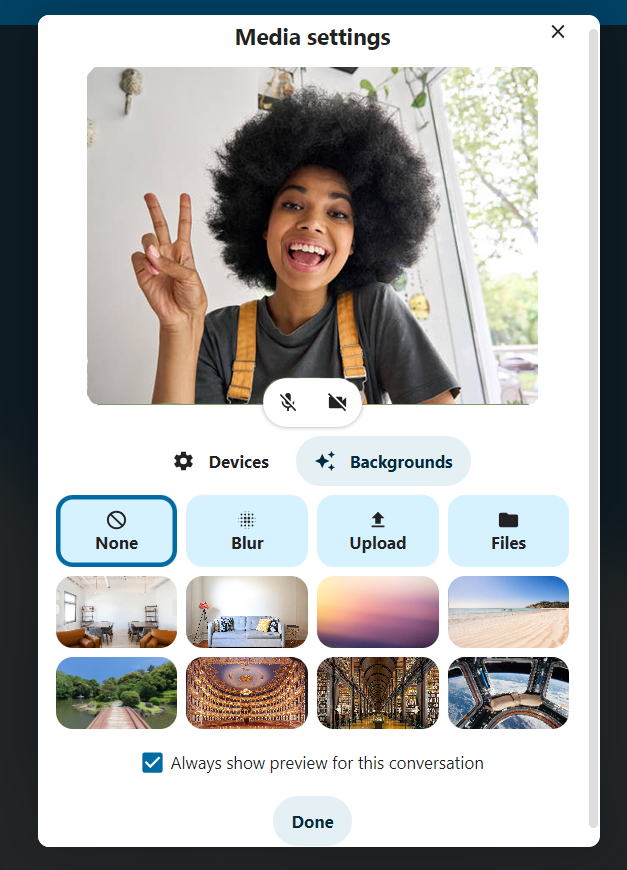 Media settings
Devices
Backgrounds
None
Blur
Upload
Files
Always show preview for this conversation
Done